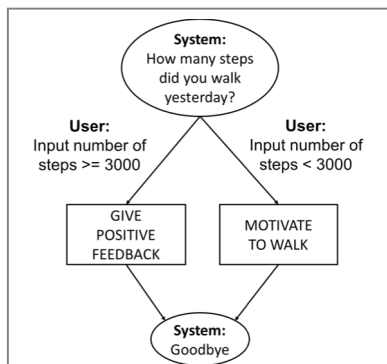 System:
How many steps
did you walk
yesterday?
User:
Input number of
steps >= 3000
User:
Input number of
steps < 3000
GIVE
POSITIVE
FEEDBACK
MOTIVATE
TO WALK
System:
Goodbye